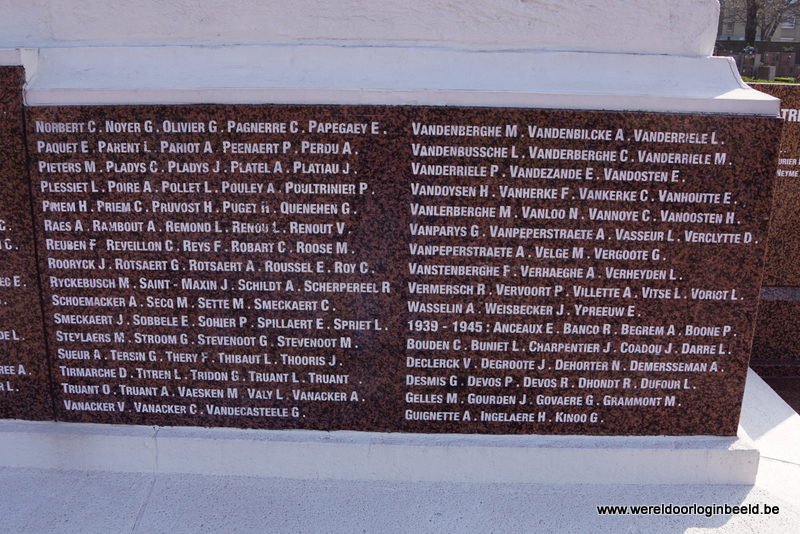 NORBERT C . NOYER G . OLIVIER G . PAGNERRE C . PAPEGAEY E .
PAQUET E . PARENT L . PARIOT A . PEENAERT P . PERDU A .
PIETERS M . PLADYS C . PLADYS J . PLATEL A . PLATIAU J .
PLESSIET L . POIRE A . POLLET L . POULEY A . POULTRINIER P .
PRIEM H . PRIEM C . PRUVOST H . PUGET H . QUENEHEN G .
RAES A . RAMBOUT A . REMOND L . RENOU L . RENOUT V .
REUBEN F . REVEILLON C . REYS F . ROBART C . ROOSE M .
ROORYCK J . ROTSAERT G . ROTSAERT A . ROUSSEL E . ROY C .
RYCKEBUSCH M . SAINT - MAXIN J . SCHILDT A . SCHERPEREEL R
SCHOEMACKER A . SECQ M . SETTE M . SMECKAERT C .
SMECKAERT J . SOBBELE E . SOHIER P . SPILLAERT E . SPRIET L .
STEYLAERS M . STROOM G . STEVENOOT G . STEVENOOT M .
SUEUR A . TERSIN G . THERY F . THIBAUT L . THOORIS J .
TIRMARCHE D . TITREN L . TRIDON G . TRUANT L . TRUANT .
TRUANT O . TRUANT A . VAESKEN M . VALY L . VANACKER A .
VANACKER V . VANACKER C . VANDECASTEELE G .
VANDENBERGHE M . VANDENBILCKE A . VANDERRIELE L .
VANDENBUSSCHE L . VANDERBERGHE C . VANDERRIELE M .
VANDERRIELE P . VANDEZANDE E . VANDOSTEN E .
VANDOYSEN H . VANHERKE F . VANKERKE C . VANHOUTTE E .
VANLERBERGHE M . VANLOO N . VANNOYE C . VANOOSTEN H .
VANPARYS G . VANPEPERSTRAETE A . VASSEUR L . VERCLYTTE D .
VANPEPERSTRAETE A . VELGE M . VERGOOTE G .
VANSTENBERGHE F . VERHAEGHE A . VERHEYDEN L .
VERMERSCH R . VERVOORT P . VILLETTE A . VITSE L . VORIOT L .
WASSELIN A . WEISBECKER J . YPREEUW E .
1939 - 1945 : ANCEAUX E . BANCO R . BEGREM A . BOONE P .
BOUDEN C . BUNIET L . CHARPENTIER J . COADOU J . DARRE L .
DECLERCK V . DEGROOTE J . DEHORTER N . DEMERSSEMAN A .
DESMIS G . DEVOS P . DEVOS R . DHONDT R . DUFOUR L .
GELLES M . GOURDEN J . GOVAERE G . GRAMMONT M .
GUIGNETTE A . INGELAERE H . KINOO G .
www.wereldoorloginbeeld.be